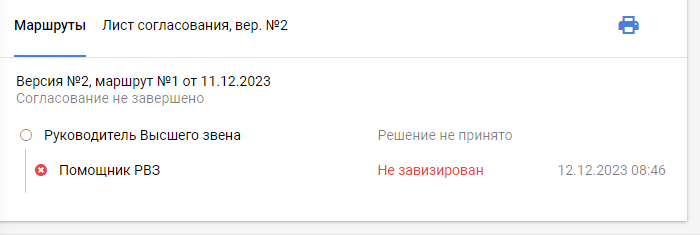 Маршруты Лист согласования, вер. №2
Версия №2, маршрут №1 от 11.12.2023
Согласование не завершено
Руководитель Высшего звена Решение не принято
Помощник РВЗ Не завизирован 12.12.2023 08:46